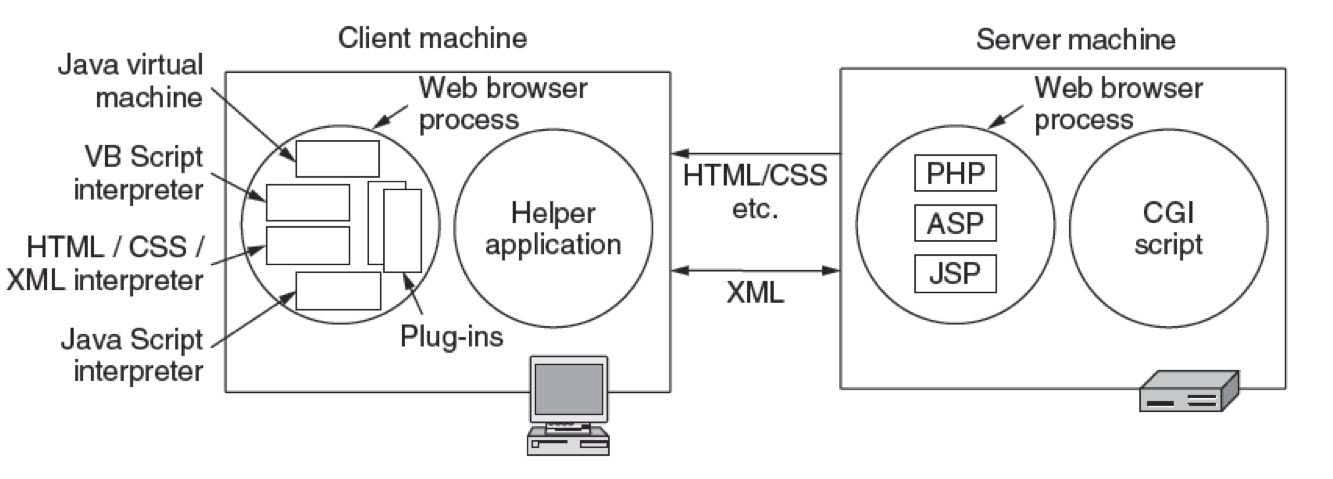 Client machine
Server machine
Java virtual
machine
Web browser
process
VB Script
interpreter
HTML / CSS /
XML interpreter
Java Script
interpreter
Plug-ins
Helper
application
HTML/CSS
etc.
XML
Web browser
process
PHP
ASP
JSP
CGI
script